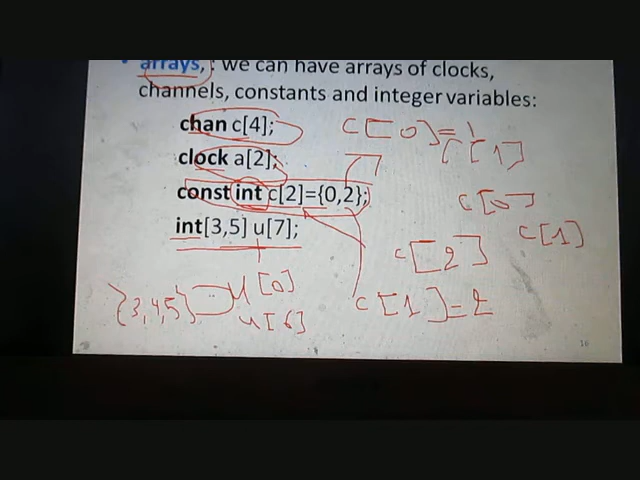 • arrays, : we can have arrays of clocks,
channels, constants and integer variables:
chan c[4];
clock a[2];
const int c[2]={0,2};
int[3,5] u[7];
c[0]=
c[1]
c[0]
c[1]
c[2]
c[1]=2
{3,4,5}
u[0]
u[6]